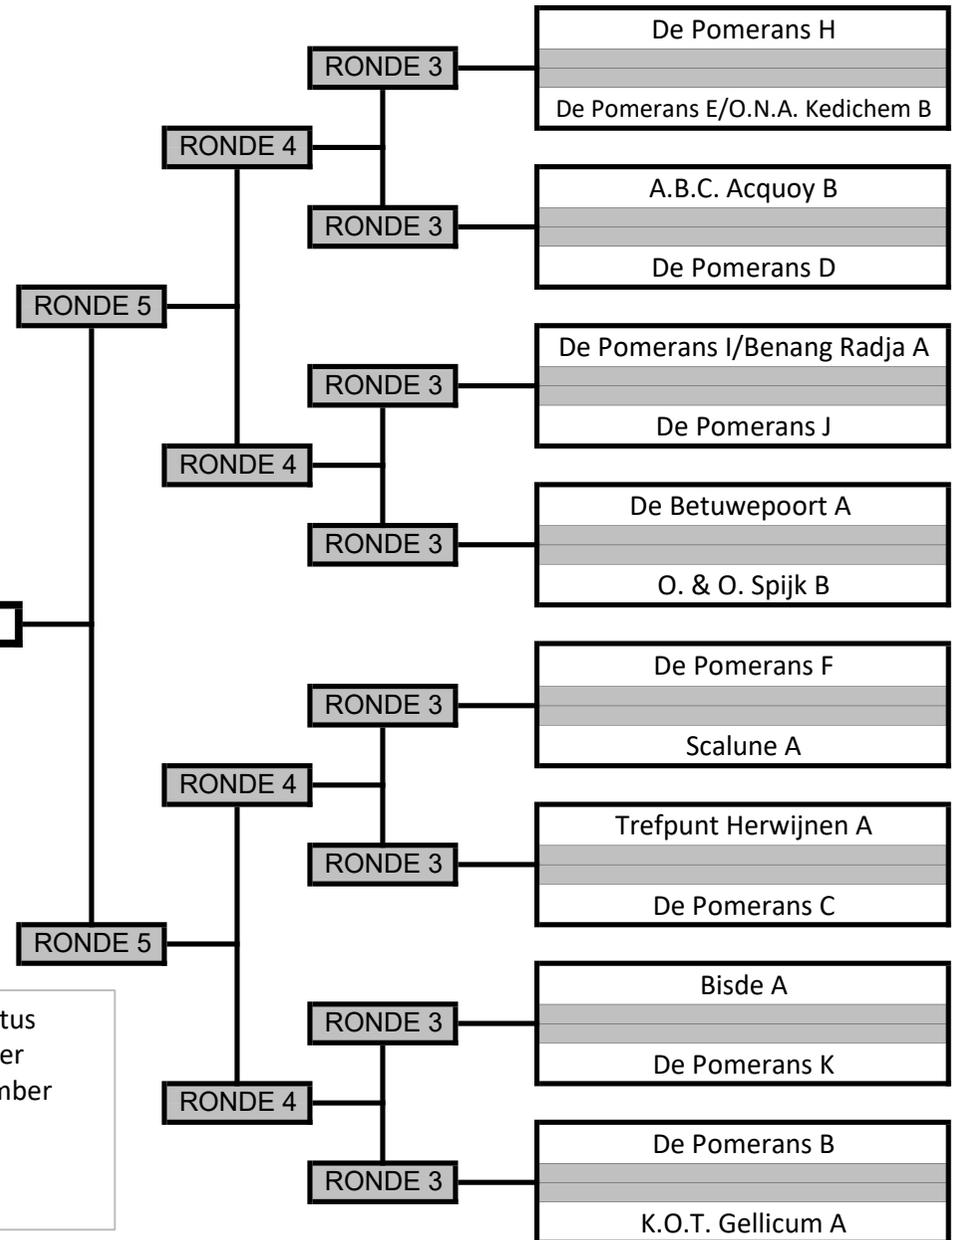 De Pomerans H
RONDE 3
De Pomerans E/O.N.A. Kedichem B
RONDE 4
A.B.C. Acquoy B
RONDE 3
De Pomerans D
RONDE 5
De Pomerans I/Benang Radja A
RONDE 3
De Pomerans J
RONDE 4
De Betuwepoort A
RONDE 3
O. & O. Spijk B
De Pomerans F
RONDE 3
Scalune A
RONDE 4
Trefpunt Herwijnen A
RONDE 3
De Pomerans C
RONDE 5
Bisde A
tus
RONDE 3
er
De Pomerans K
mber
RONDE 4
De Pomerans B
RONDE 3
K.O.T. Gellicum A